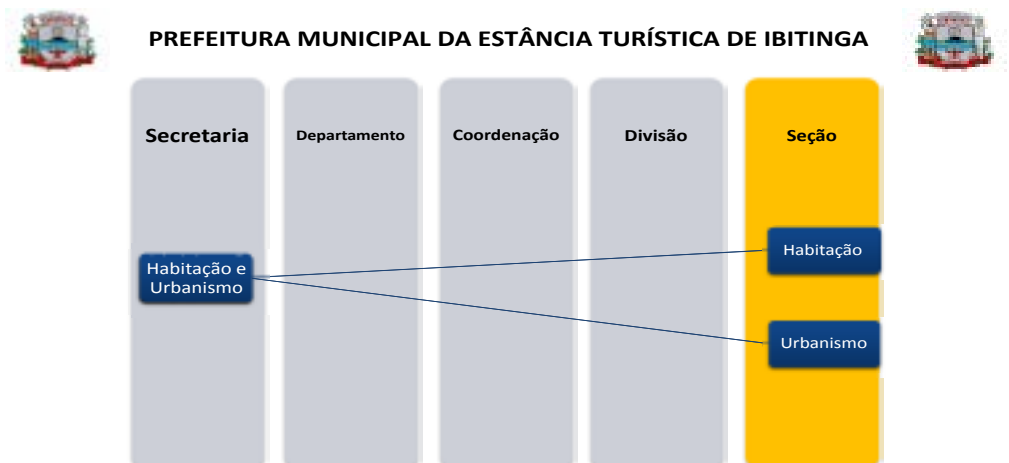 PREFEITURA MUNICIPAL DA ESTÂNCIA TURÍSTICA DE IBITINGA
Secretaria
Departamento
Coordenação
Divisão
Seção
Habitação e
Urbanismo
Habitação
Urbanismo